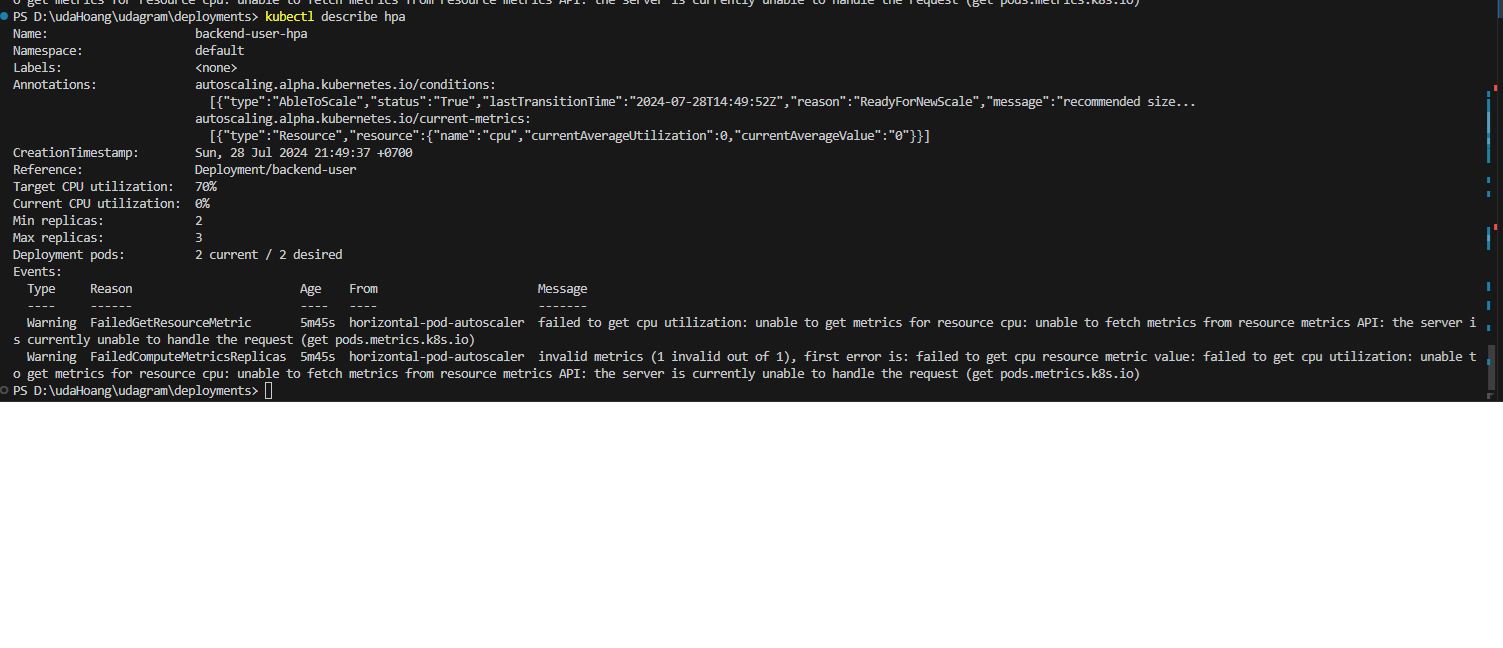 o get metrics for resource cpu: unable to fetch metrics from resource metrics API: the server is currently unable to handle the request (get pods.metrics.k8s.io)
PS D:\udaHoang\udagram\deployments> kubectl describe hpa
Name: backend-user-hpa
Namespace: default
Labels: <none>
Annotations: autoscaling.alpha.kubernetes.io/conditions:
[{"type":"AbleToScale","status":"True","lastTransitionTime":"2024-07-28T14:49:52Z","reason":"ReadyForNewScale","message":"recommended size...
autoscaling.alpha.kubernetes.io/current-metrics:
[{"type":"Resource","resource":{"name":"cpu","currentAverageUtilization":0,"currentAverageValue":"0"}}]
CreationTimestamp: Sun, 28 Jul 2024 21:49:37 +0700
Reference: Deployment/backend-user
Target CPU utilization: 70%
Current CPU utilization: 0%
Min replicas: 2
Max replicas: 3
Deployment pods: 2 current / 2 desired
Events:
Type Reason Age From Message
---- ------ ---- ---- -------
Warning FailedGetResourceMetric 5m45s horizontal-pod-autoscaler failed to get cpu utilization: unable to get metrics for resource cpu: unable to fetch metrics from resource metrics API: the server i
s currently unable to handle the request (get pods.metrics.k8s.io)
Warning FailedComputeMetricsReplicas 5m45s horizontal-pod-autoscaler invalid metrics (1 invalid out of 1), first error is: failed to get cpu resource metric value: failed to get cpu utilization: unable t
o get metrics for resource cpu: unable to fetch metrics from resource metrics API: the server is currently unable to handle the request (get pods.metrics.k8s.io)
PS D:\udaHoang\udagram\deployments>